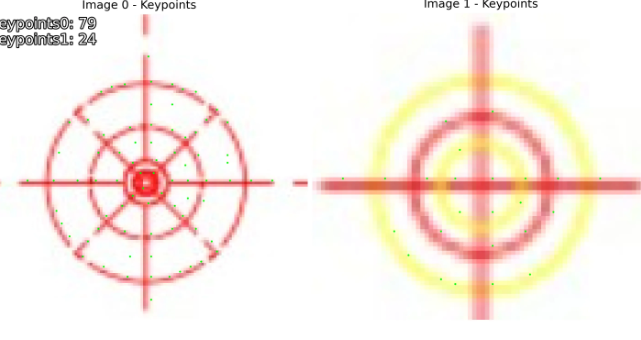 Image 0 - Keypoints
Image 1 - Keypoints
eypoints0: 79
eypoints1: 24